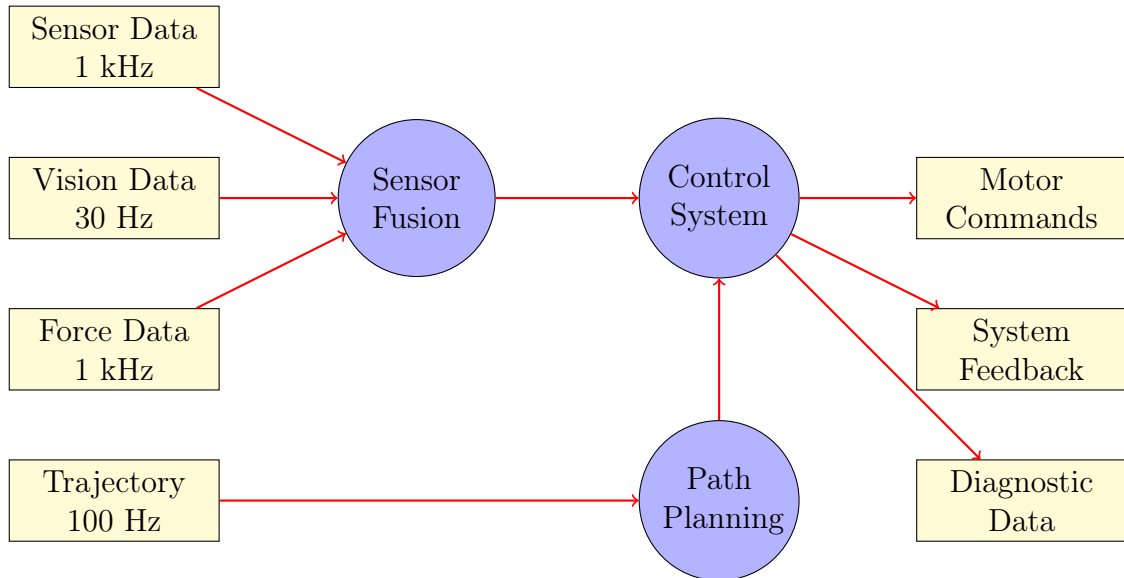 Sensor Data
1 kHz
Vision Data
30 Hz
Force Data
1 kHz
Trajectory
100 Hz
Sensor
Fusion
Control
System
Path
Planning
Motor
Commands
System
Feedback
Diagnostic
Data